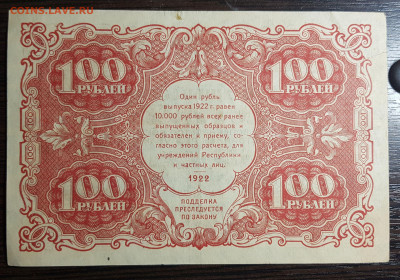 COINSS.LAVE.RU
100 РУБЛЕЙ
100 РУБЛЕЙ
Один рубль
выпуска 1922 г. равен
10.000 рублей всех ранее
выпущенных образцов и
обязателен к приему, со-
гласно этого расчета, для
учреждений Республики
и частных лиц.
1922
100 РУБЛЕЙ
100 РУБЛЕЙ
ПОДДЕЛКА
ПРЕСЛЕДУЕТСЯ
ПО ЗАКОНУ